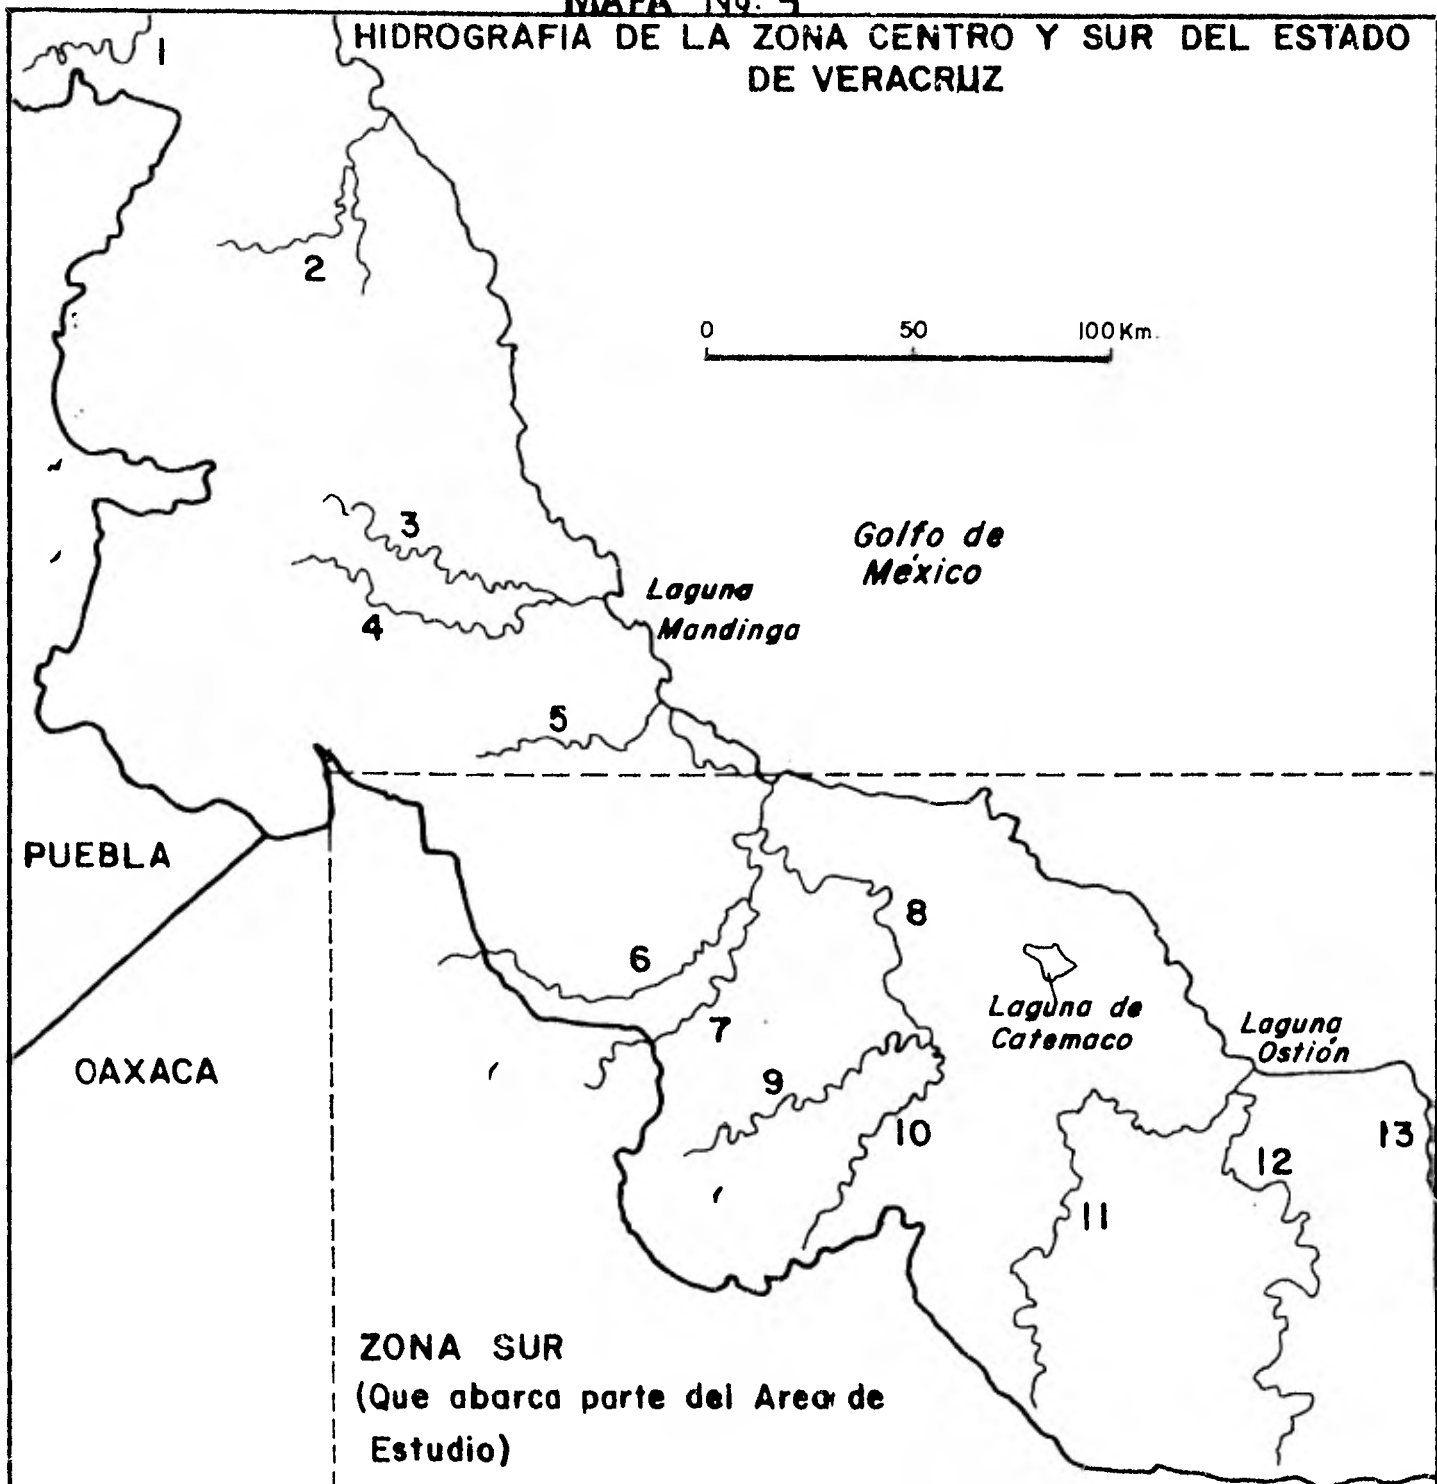 MAPA No.
HIDROGRAFIA DE LA ZONA CENTRO Y SUR DEL ESTADO
DE VERACRUZ
1
2
0 50 100 Km.
3
Golfo de
México
Laguna
Mandinga
4
5
PUEBLA
8
6
Laguna de
Catemaco
7
Laguna
Ostión
OAXACA
9
10
13
12
11
ZONA SUR
(Que abarca parte del Area de
Estudio)